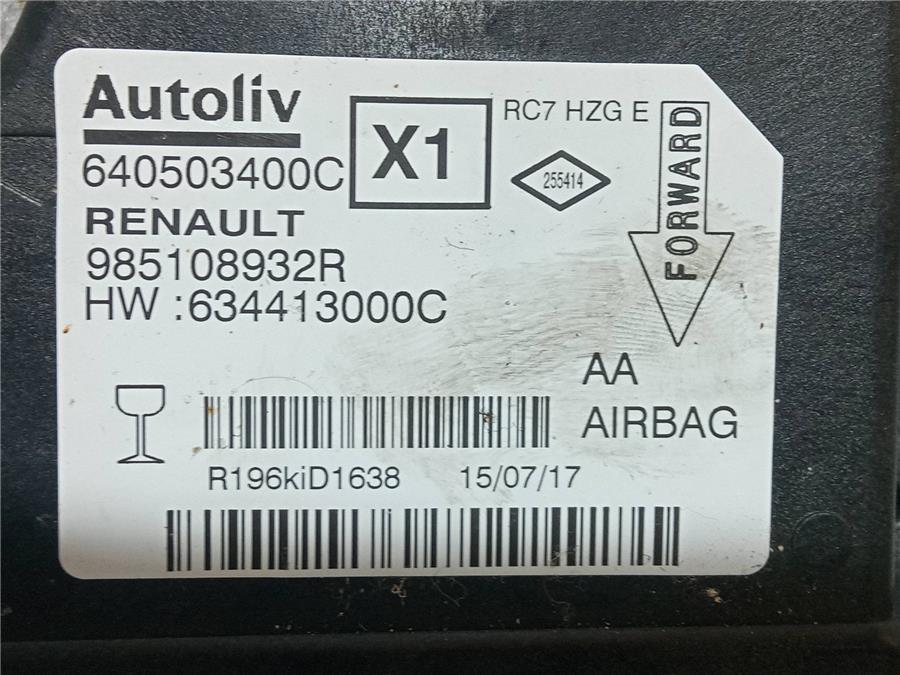 Autoliv
640503400C
X1
RC7 HZG E
255414
FORWARD
RENAULT
985108932R
HW :634413000C
AA
AIRBAG
R196kiD1638 15/07/17